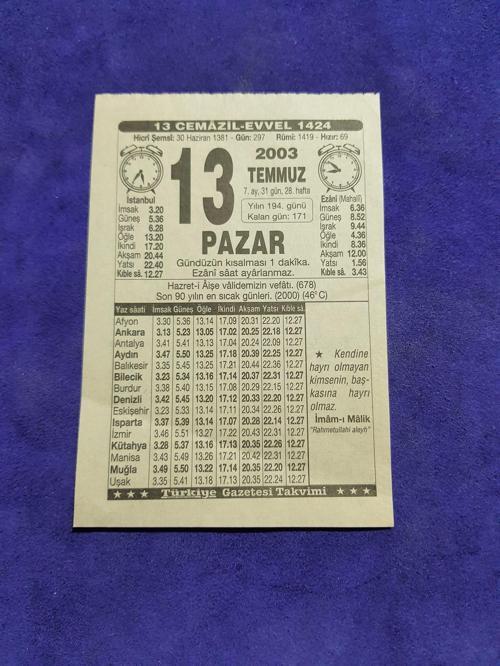 13 CEMÂZİL-EVVEL 1424
Hicrî Şemsî: 30 Haziran 1381 - Gün: 297 Rûmî: 1419 - Hızır: 69
İstanbul
İmsak 3.20
Güneş 5.36
İşrak 6.28
Öğle 13.20
İkindi 17.20
Akşam 20.44
Yatsı 22.40
Kıble sâ. 12.27
13
2003
TEMMUZ
7. ay, 31 gün, 28. hafta
Yılın 194. günü
Kalan gün: 171
PAZAR
Gündüzün kısalması 1 dakika.
Ezânî sâat ayârlanmaz.
Ezânî (Mahallî)
İmsak 6.36
Güneş 8.52
İşrak 9.44
Öğle 4.36
İkindi 8.36
Akşam 12.00
Yatsı 1.56
Kıble sâ. 3.43
Hazret-i Âişe vâlidemizin vefâtı. (678)
Son 90 yılın en sıcak günleri. (2000) (46°C)
Yaz sâati İmsak Güneş Öğle İkindi Akşam Yatsı Kıble sâ.
Afyon 3.30 5.36 13.14 17.09 20.31 22.20 12.27
Ankara 3.13 5.23 13.05 17.02 20.25 22.18 12.27
Antalya 3.41 5.41 13.13 17.04 20.24 22.09 12.27
Aydın 3.47 5.50 13.25 17.18 20.39 22.25 12.27
Balıkesir 3.35 5.45 13.25 17.21 20.44 22.36 12.27
Bilecik 3.23 5.34 13.16 17.14 20.37 22.31 12.27
Burdur 3.38 5.40 13.15 17.08 20.29 22.15 12.27
Denizli 3.42 5.45 13.20 17.12 20.33 22.20 12.27
Eskişehir 3.23 5.33 13.14 17.11 20.34 22.26 12.27
Isparta 3.37 5.39 13.14 17.07 20.28 22.14 12.27
İzmir 3.46 5.51 13.27 17.22 20.43 22.31 12.27
Kütahya 3.28 5.37 13.16 17.13 20.35 22.26 12.27
Manisa 3.43 5.49 13.26 17.21 20.42 22.31 12.27
Muğla 3.49 5.50 13.22 17.14 20.35 22.20 12.27
Uşak 3.35 5.41 13.18 17.13 20.35 22.24 12.27
★ Kendine
hayrı olmayan
kimsenin, baş-
kasına hayrı
olmaz.
İmâm-ı Mâlik
"Rahmetullahi aleyh"
★ ★ ★ Türkiye Gazetesi Takvimi ★ ★ ★